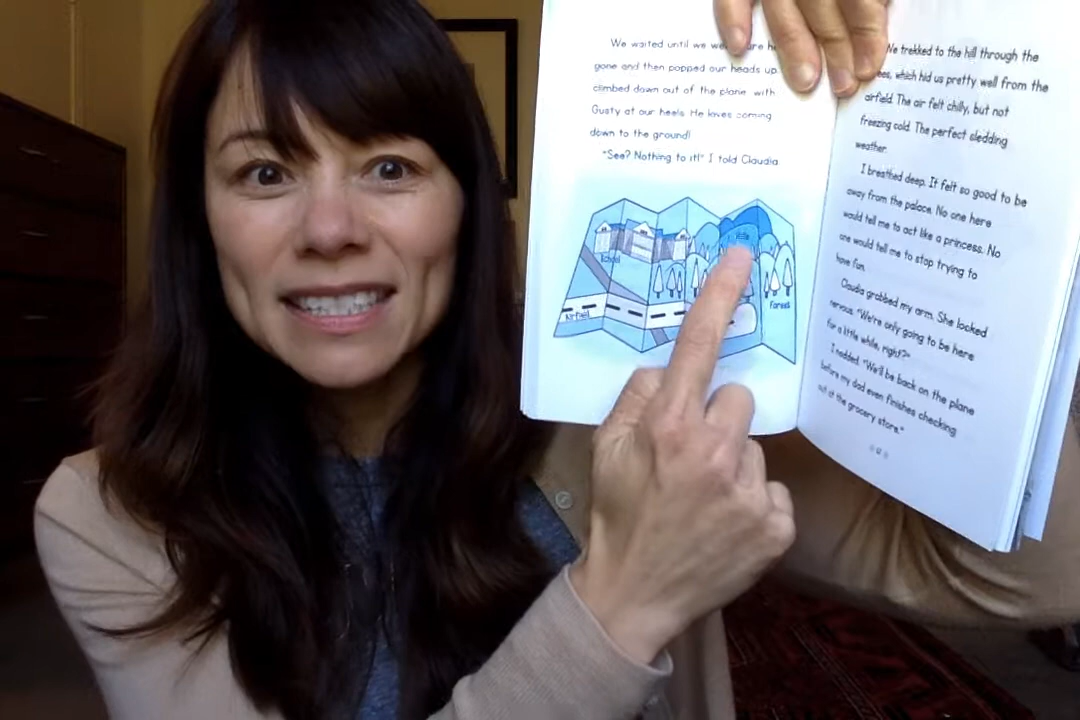 We waited until we were sure he
gone and then popped our heads up.
climbed down out of the plane with
Gusty at our heels. He loves coming
down to the ground!
"See? Nothing to it!" I told Claudia.
Airfield
Forest
We trekked to the hill through the
trees, which hid us pretty well from the
airfield. The air felt chilly, but not
freezing cold. The perfect sledding
weather.
I breathed deep. It felt so good to be
away from the palace. No one here
would tell me to act like a princess. No
one would tell me to stop trying to
have fun.
Claudia grabbed my arm. She looked
nervous. "We're only going to be here
for a little while, right?"
I nodded. "We'll be back on the plane
before my dad even finishes checking
out at the grocery store."
12